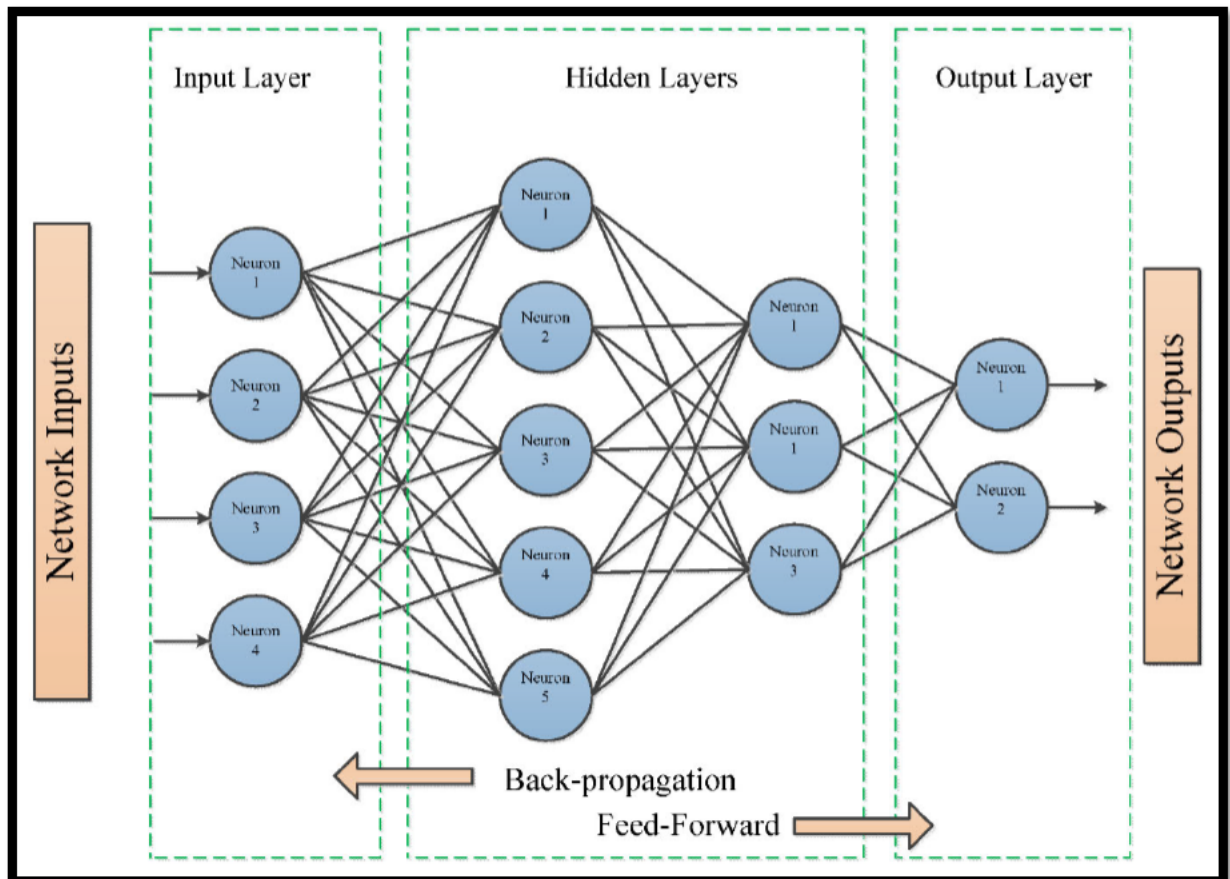 Input Layer
Hidden Layers
Output Layer
Network Inputs
Neuron
1
Neuron
2
Neuron
3
Neuron
4
Neuron
1
Neuron
2
Neuron
3
Neuron
4
Neuron
5
Neuron
1
Neuron
1
Neuron
3
Neuron
1
Neuron
2
Network Outputs
Back-propagation
Feed-Forward